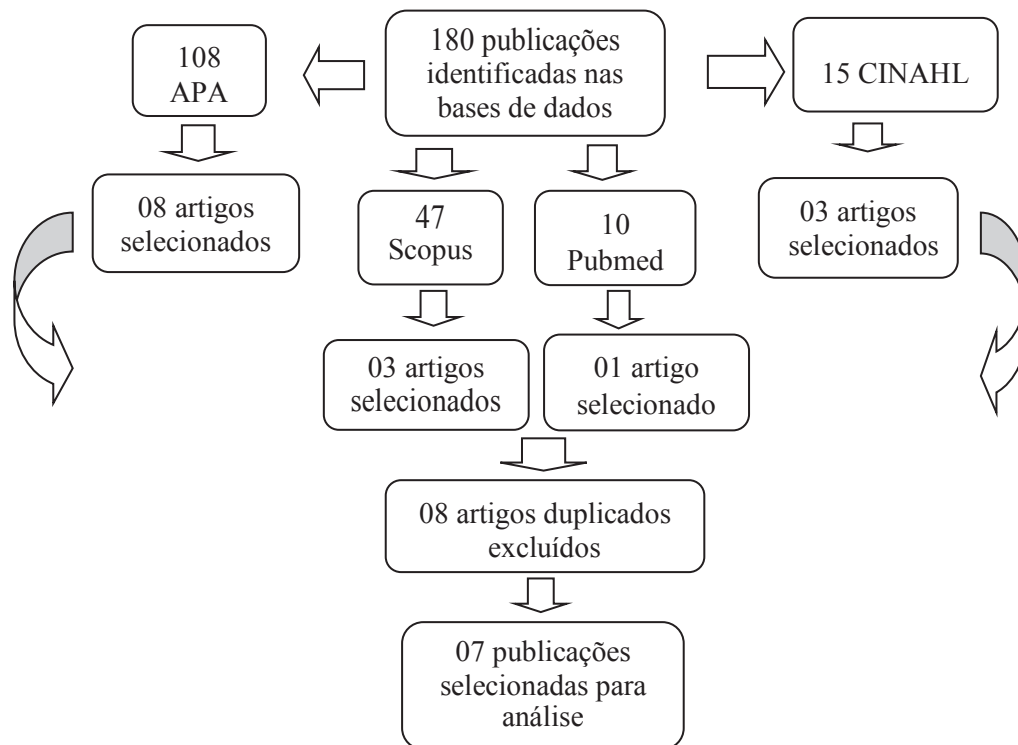 180 publicações
identificadas nas
bases de dados
108
APA
15 CINAHL
08 artigos
selecionados
47
Scopus
10
Pubmed
03 artigos
selecionados
03 artigos
selecionados
01 artigo
selecionado
08 artigos duplicados
excluídos
07 publicações
selecionadas para
análise